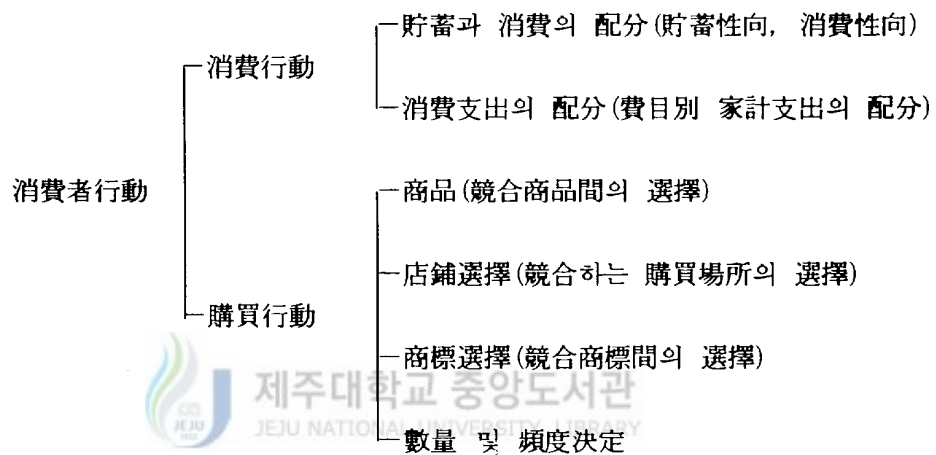 貯蓄과 消費의 配分(貯蓄性向, 消費性向)
消費行動
消費支出의 配分(費目別 家計支出의 配分)
消費者行動
商品(競合商品間의 選擇)
店鋪選擇(競合하는 購買場所의 選擇)
購買行動
商標選擇(競合商標間의 選擇)
제주대학교 중앙도서관
JEJU NATIONAL UNIVERSITY LIBRARY
JEJU
1952
數量 및 頻度決定